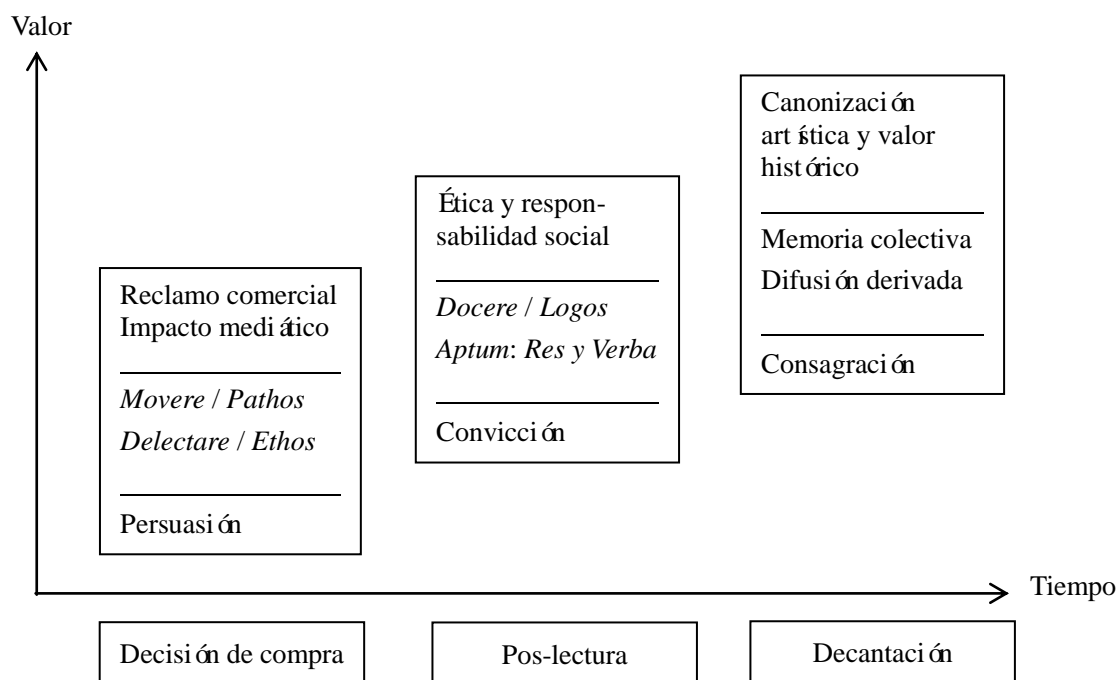 Valor
Canonización
artística y valor
histórico
Memoria colectiva
Difusión derivada
Consagración
Ética y respon-
sabilidad social
Docere / Logos
Aptum: Res y Verba
Convicción
Reclamo comercial
Impacto mediático
Movere / Pathos
Delectare / Ethos
Persuasión
Tiempo
Decisión de compra
Pos-lectura
Decantación